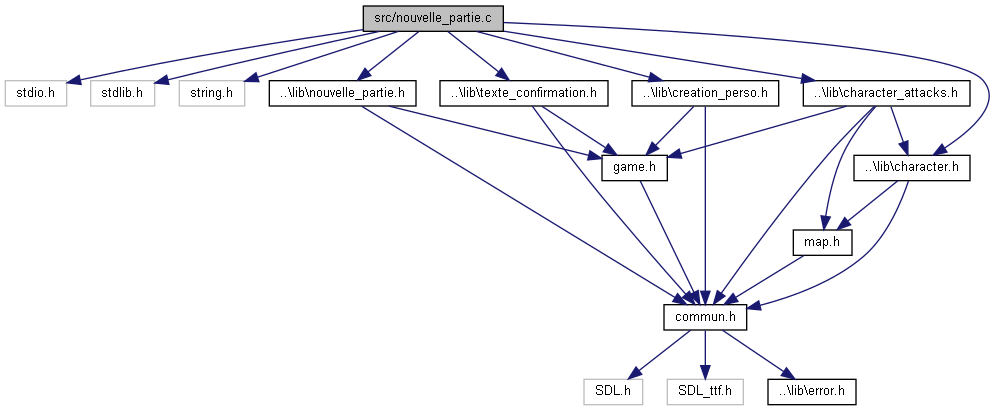 src/nouvelle_partie.c
stdio.h
stdlib.h
string.h
..\lib\nouvelle_partie.h
..\lib\texte_confirmation.h
..\lib\creation_perso.h
..\lib\character_attacks.h
game.h
..\lib\character.h
map.h
commun.h
SDL.h
SDL_ttf.h
..\lib\error.h